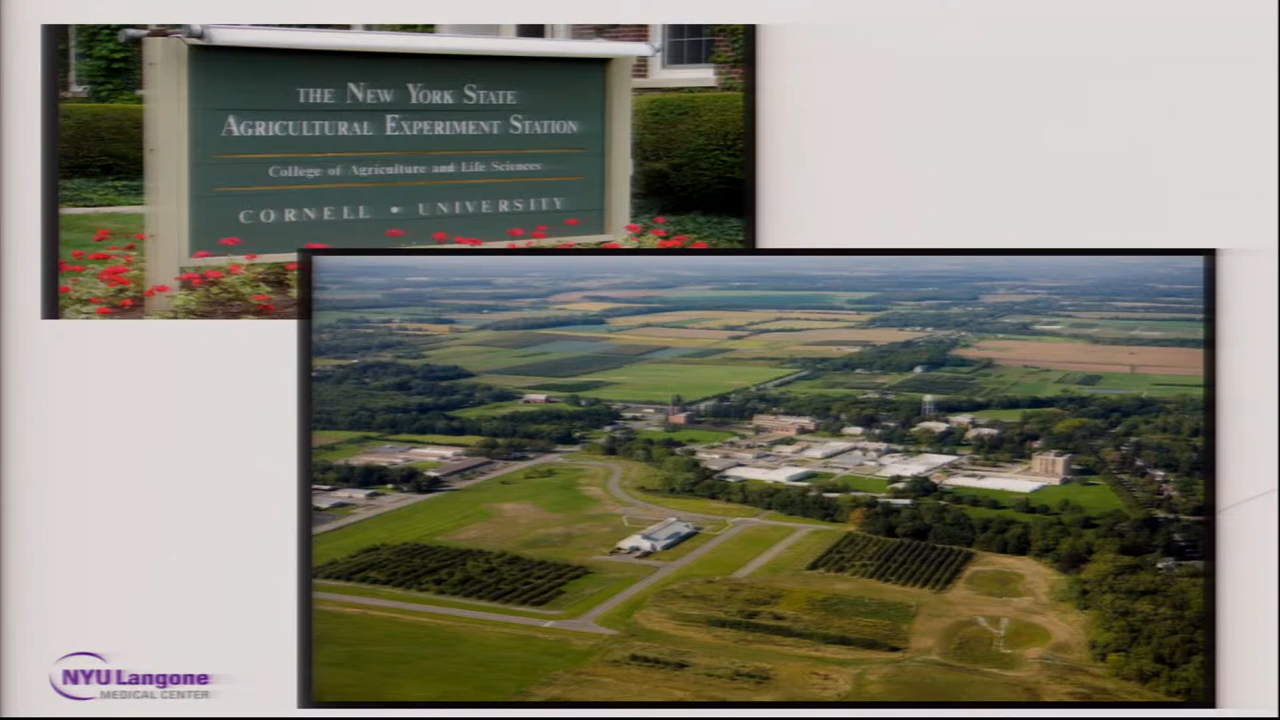 THE NEW YORK STATE
AGRICULTURAL EXPERIMENT STATION
College of Agriculture and Life Sciences
CORNELL • UNIVERSITY
NYU Langone
MEDICAL CENTER